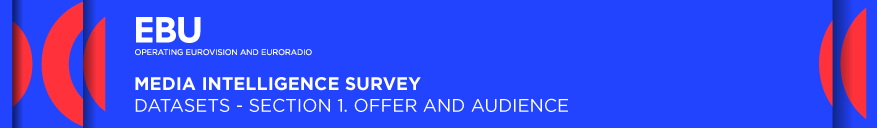 EBU
OPERATING EUROVISION AND EURORADIO
MEDIA INTELLIGENCE SURVEY
DATASETS - SECTION 1. OFFER AND AUDIENCE